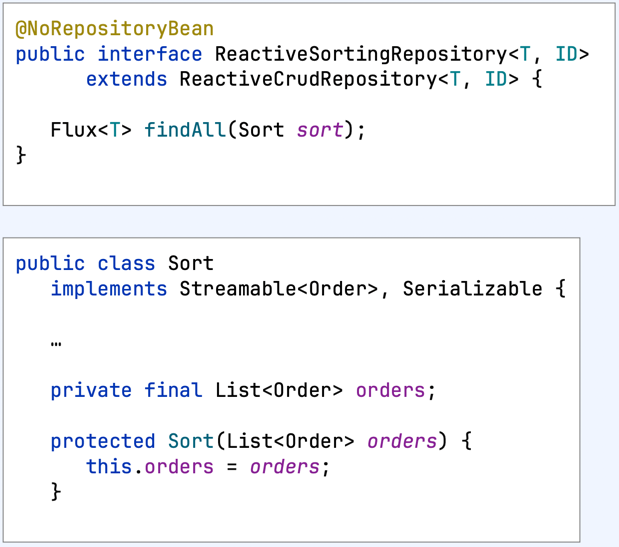 @NoRepositoryBean
public interface ReactiveSortingRepository<T, ID>
      extends ReactiveCrudRepository<T, ID> {
   Flux<T> findAll(Sort sort);
}
public class Sort
   implements Streamable<Order>, Serializable {
   …
   private final List<Order> orders;
   protected Sort(List<Order> orders) {
      this.orders = orders;
   }